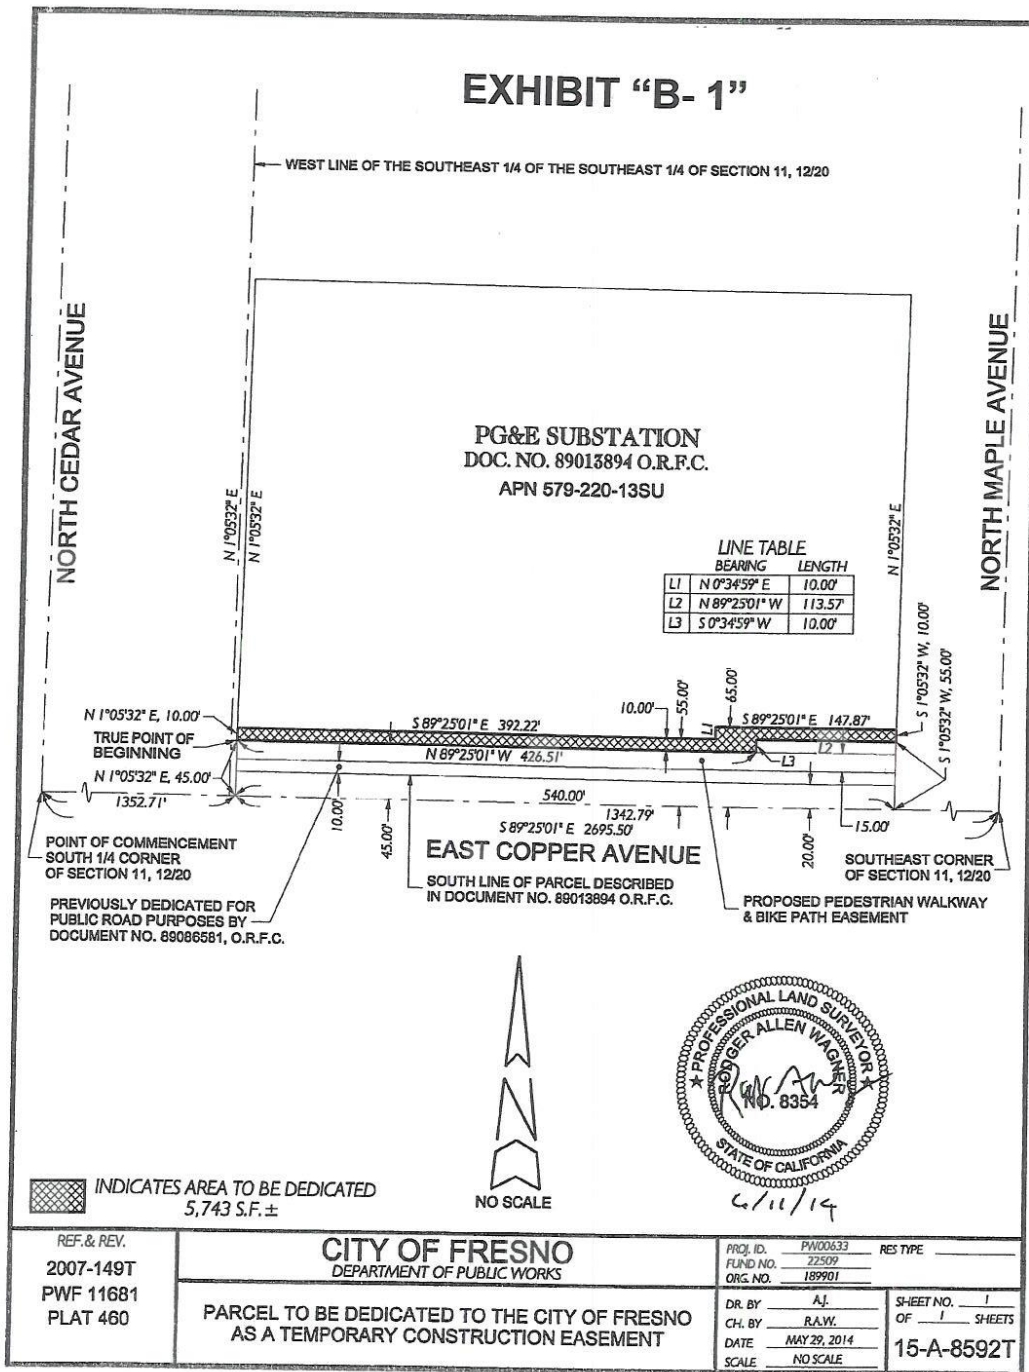 EXHIBIT “B- 1”
WEST LINE OF THE SOUTHEAST 1/4 OF THE SOUTHEAST 1/4 OF SECTION 11, 12/20
NORTH CEDAR AVENUE
NORTH MAPLE AVENUE
N 1°05'32" E
N 1°05'32" E
N 1°05'32" E
PG&E SUBSTATION
DOC. NO. 89013894 O.R.F.C.
APN 579-220-13SU
LINE TABLE
BEARING LENGTH
L1 N 0°34'59" E 10.00'
L2 N 89°25'01" W 113.57'
L3 S 0°34'59" W 10.00'
S 1°05'32" W, 10.00'
S 1°05'32" W, 55.00'
N 1°05'32" E, 10.00'
TRUE POINT OF
BEGINNING
N 1°05'32" E, 45.00'
1352.71'
S 89°25'01" E 392.22'
N 89°25'01" W 426.51'
10.00'
55.00'
L1
65.00'
S 89°25'01" E 147.87'
L2
L3
10.00'
45.00'
540.00'
1342.79'
S 89°25'01" E 2695.50'
20.00'
15.00'
EAST COPPER AVENUE
POINT OF COMMENCEMENT
SOUTH 1/4 CORNER
OF SECTION 11, 12/20
SOUTH LINE OF PARCEL DESCRIBED
IN DOCUMENT NO. 89013894 O.R.F.C.
SOUTHEAST CORNER
OF SECTION 11, 12/20
PREVIOUSLY DEDICATED FOR
PUBLIC ROAD PURPOSES BY
DOCUMENT NO. 89086581, O.R.F.C.
PROPOSED PEDESTRIAN WALKWAY
& BIKE PATH EASEMENT
N
NO SCALE
PROFESSIONAL LAND SURVEYOR
RODGER ALLEN WAGNER
NO. 8354
STATE OF CALIFORNIA
6/11/14
INDICATES AREA TO BE DEDICATED
5,743 S.F. ±
REF. & REV.
2007-149T
PWF 11681
PLAT 460
CITY OF FRESNO
DEPARTMENT OF PUBLIC WORKS
PARCEL TO BE DEDICATED TO THE CITY OF FRESNO
AS A TEMPORARY CONSTRUCTION EASEMENT
PROJ. ID. PW00633 RES TYPE
FUND NO. 22509
ORG. NO. 189901
DR. BY A.J.
CH. BY R.A.W.
DATE MAY 29, 2014
SCALE NO SCALE
SHEET NO. 1
OF 1 SHEETS
15-A-8592T